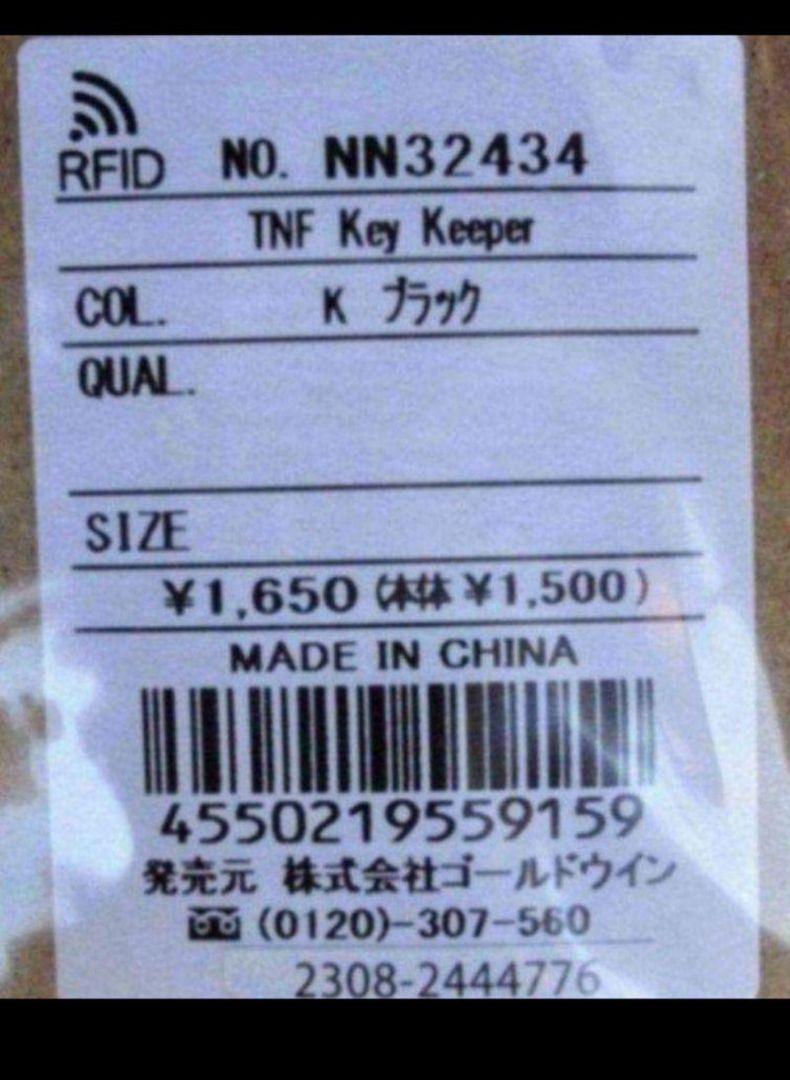 RFID NO. NN32434
TNF Key Keeper
COL. K ブラック
QUAL.
SIZE
¥1,650(本体¥1,500)
MADE IN CHINA
4550219559159
発売元 株式会社ゴールドウイン
(0120)-307-560
2308-2444776